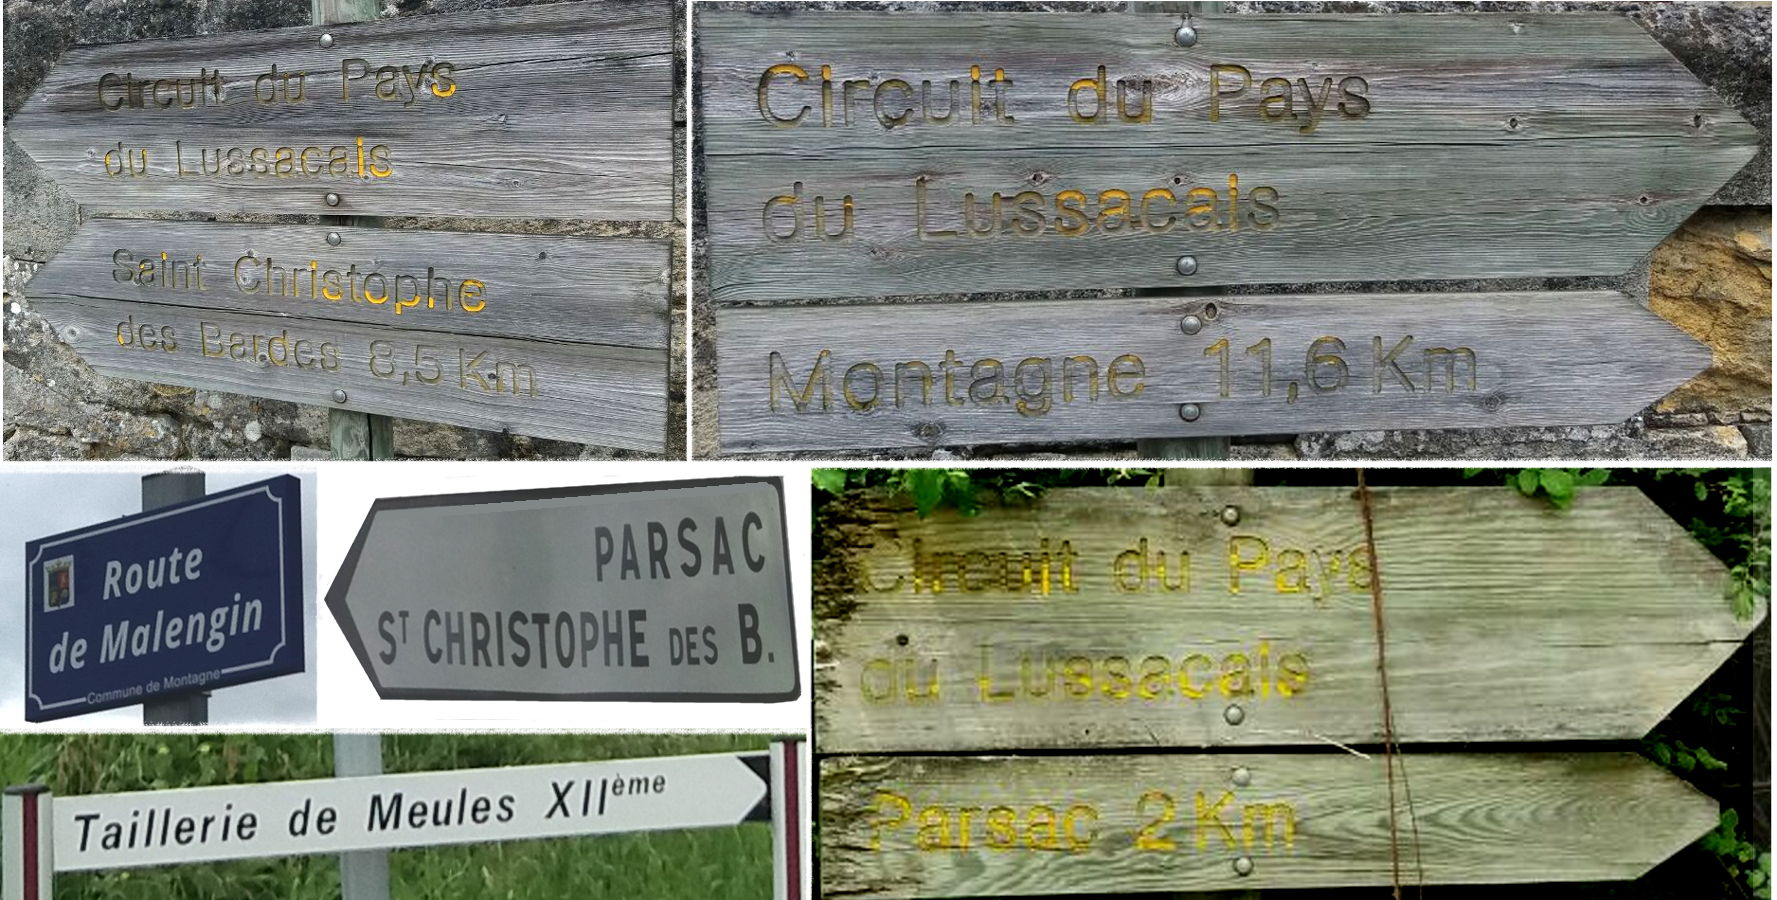 Circuit du Pays
du Lussacais
Saint Christophe
des Bardes 8,5 Km
Circuit du Pays
du Lussacais
Montagne 11,6 Km
Route
de Malengin
Commune de Montagne
PARSAC
ST CHRISTOPHE DES B.
Circuit du Pays
du Lussacais
Parsac 2 Km
Taillerie de Meules XIIème